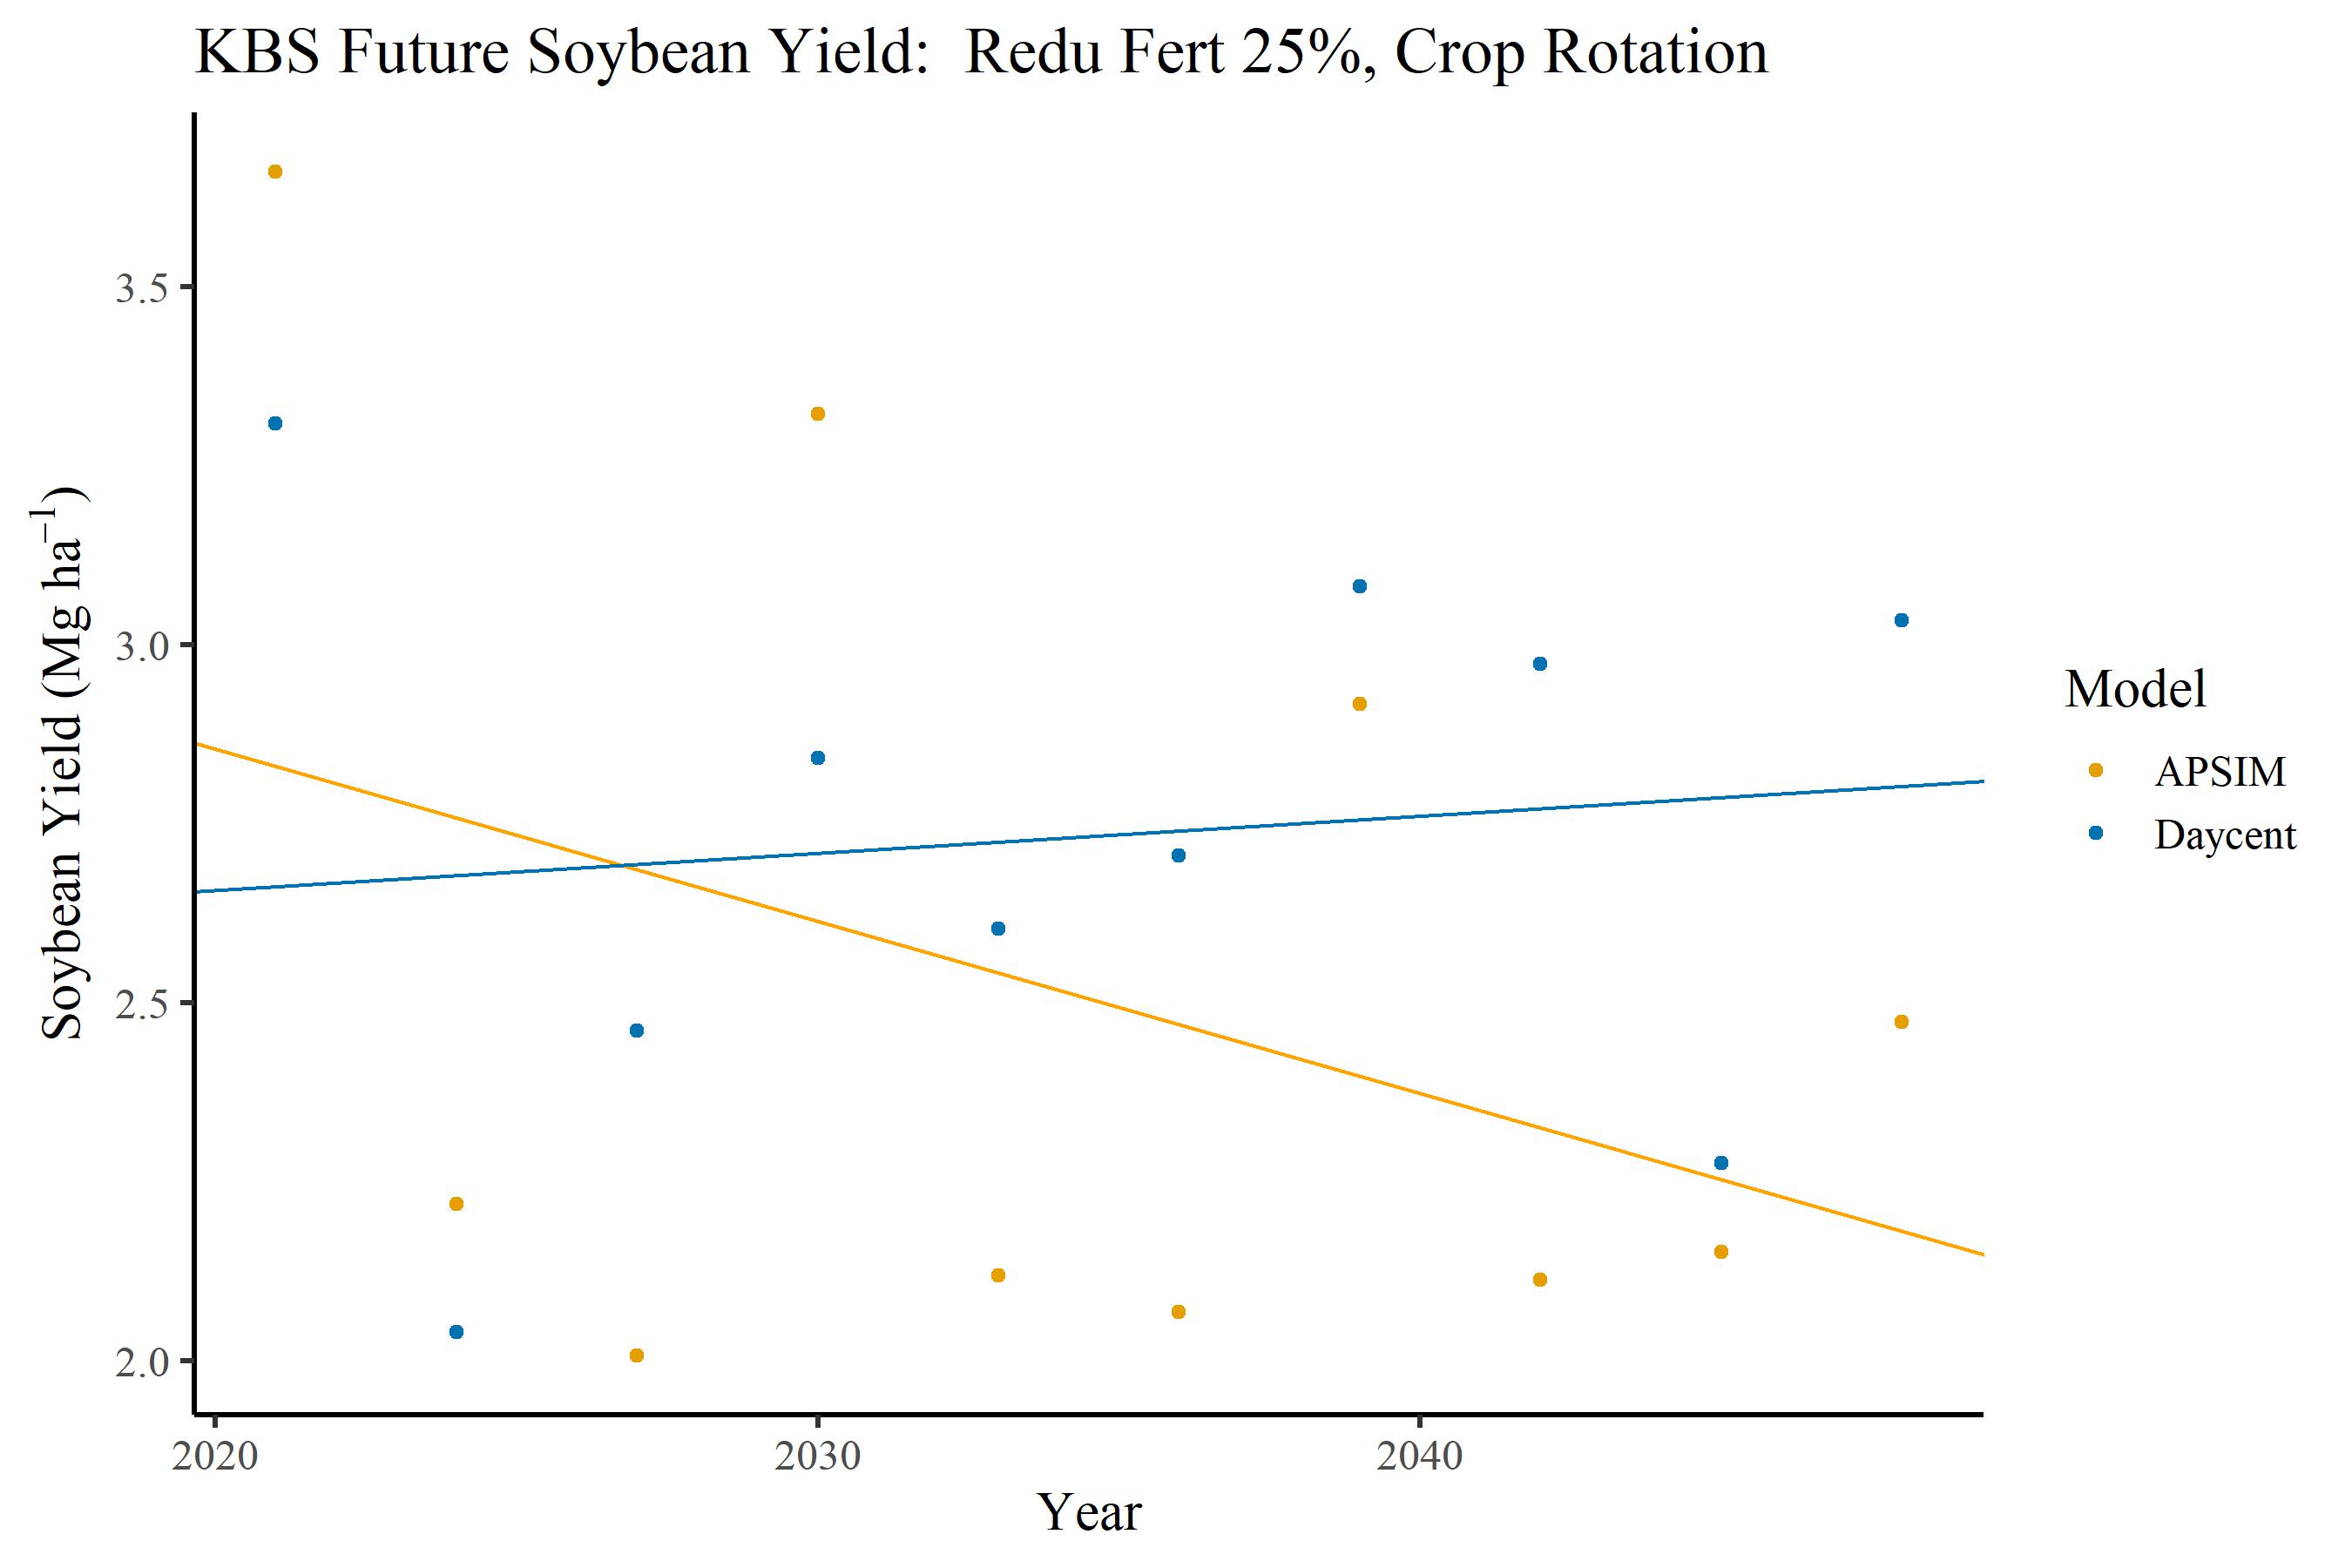 KBS Future Soybean Yield:  Redu Fert 25%, Crop Rotation
Soybean Yield (Mg ha⁻¹)
3.5
3.0
2.5
2.0
2020
2030
2040
Year
Model
APSIM
Daycent